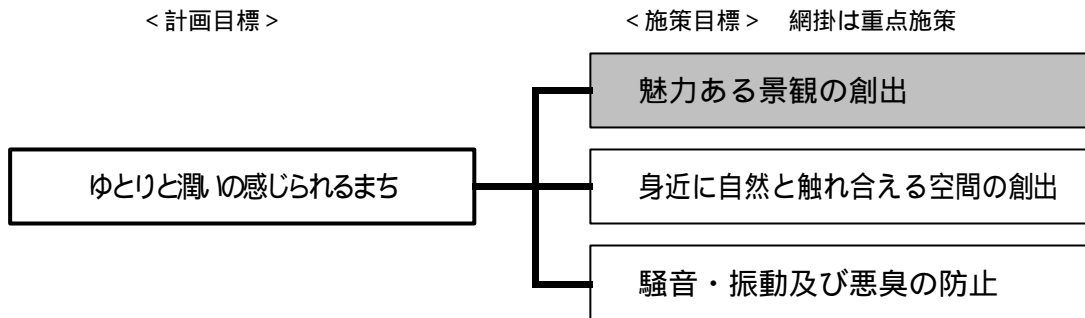 <計画目標>
<施策目標> 網掛は重点施策
魅力ある景観の創出
ゆとりと潤いの感じられるまち
身近に自然と触れ合える空間の創出
騒音・振動及び悪臭の防止